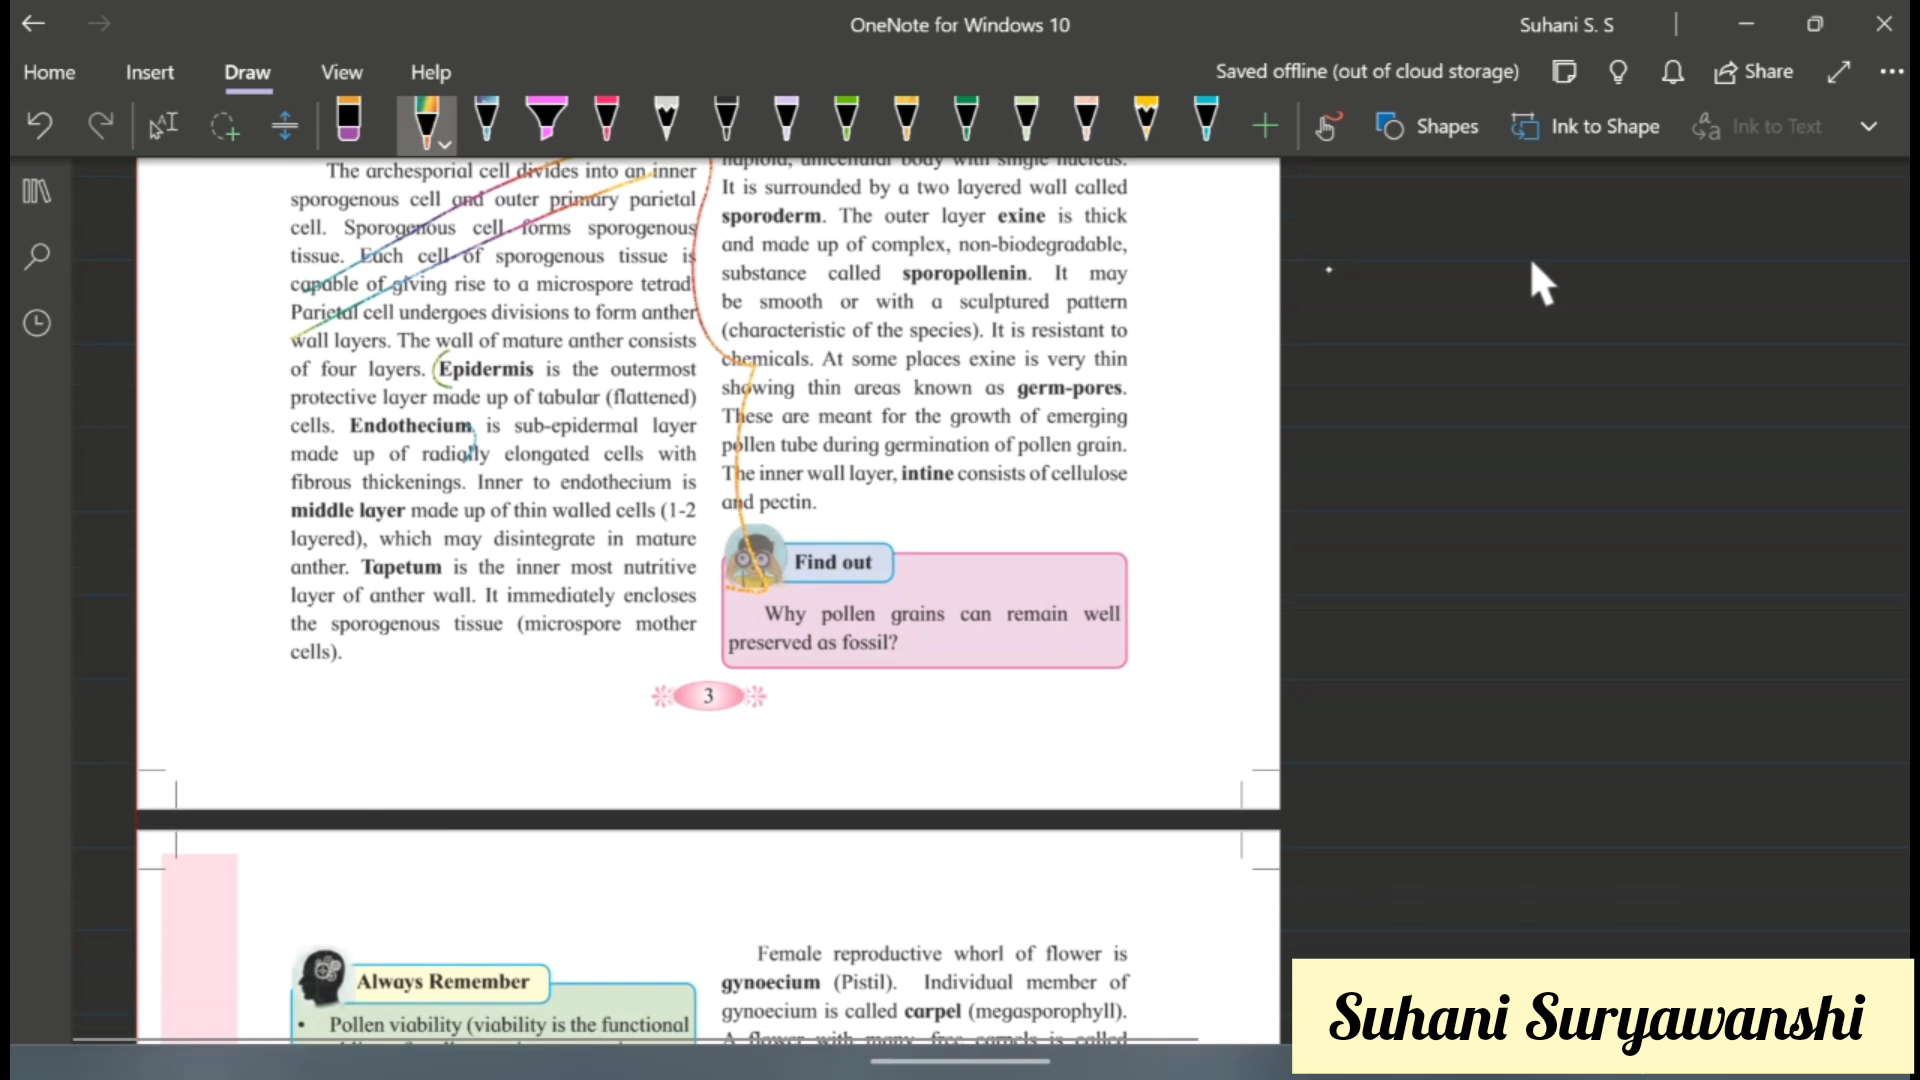 OneNote for Windows 10
Suhani S. S
Home
Insert
Draw
View
Help
Saved offline (out of cloud storage)
Share
Shapes
Ink to Shape
Ink to Text
The archesporial cell divides into an inner
sporogenous cell and outer primary parietal
cell. Sporogenous cell forms sporogenous
tissue. Each cell of sporogenous tissue is
capable of giving rise to a microspore tetrad.
Parietal cell undergoes divisions to form anther
wall layers. The wall of mature anther consists
of four layers. Epidermis is the outermost
protective layer made up of tabular (flattened)
cells. Endothecium is sub-epidermal layer
made up of radially elongated cells with
fibrous thickenings. Inner to endothecium is
middle layer made up of thin walled cells (1-2
layered), which may disintegrate in mature
anther. Tapetum is the inner most nutritive
layer of anther wall. It immediately encloses
the sporogenous tissue (microspore mother
cells).
haploid, unicellular body with single nucleus.
It is surrounded by a two layered wall called
sporoderm. The outer layer exine is thick
and made up of complex, non-biodegradable,
substance called sporopollenin. It may
be smooth or with a sculptured pattern
(characteristic of the species). It is resistant to
chemicals. At some places exine is very thin
showing thin areas known as germ-pores.
These are meant for the growth of emerging
pollen tube during germination of pollen grain.
The inner wall layer, intine consists of cellulose
and pectin.
Find out
Why pollen grains can remain well
preserved as fossil?
3
Always Remember
• Pollen viability (viability is the functional
Female reproductive whorl of flower is
gynoecium (Pistil). Individual member of
gynoecium is called carpel (megasporophyll).
A flower with many, free carpels is called
Suhani Suryawanshi